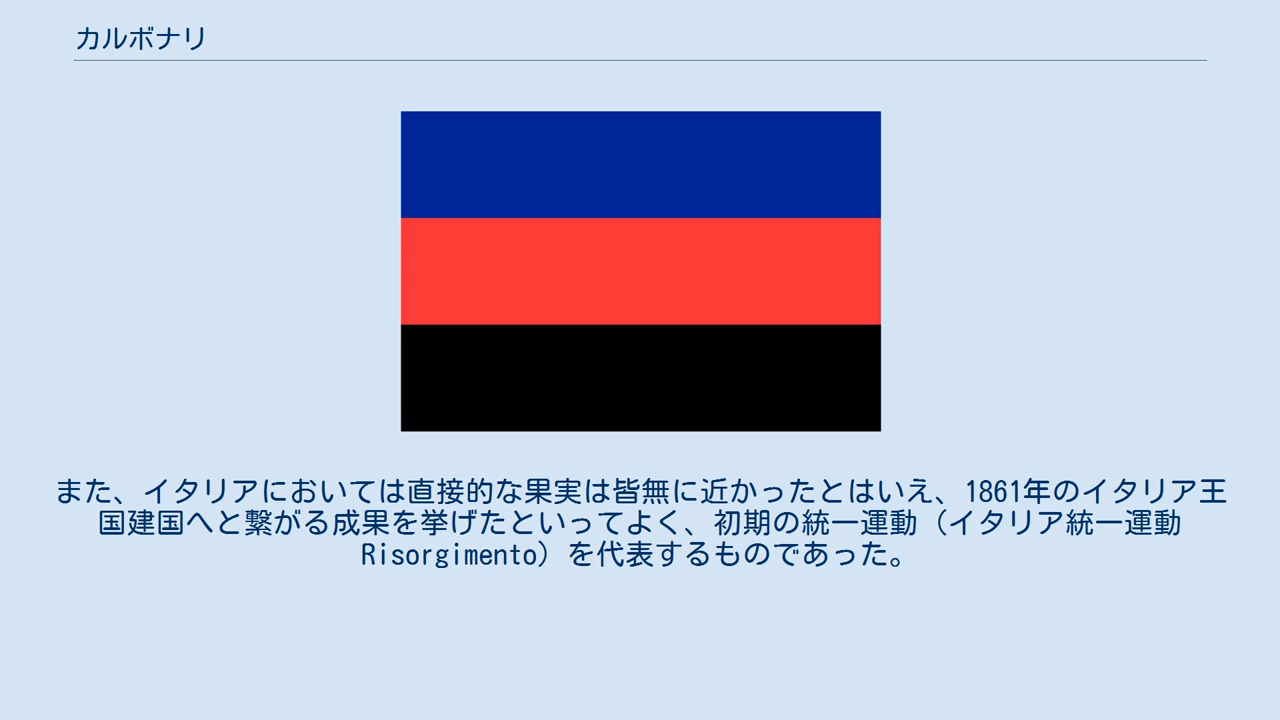 カルボナリ
また、イタリアにおいては直接的な果実は皆無に近かったとはいえ、1861年のイタリア王
国建国へと繋がる成果を挙げたといってよく、初期の統一運動（イタリア統一運動
Risorgimento）を代表するものであった。